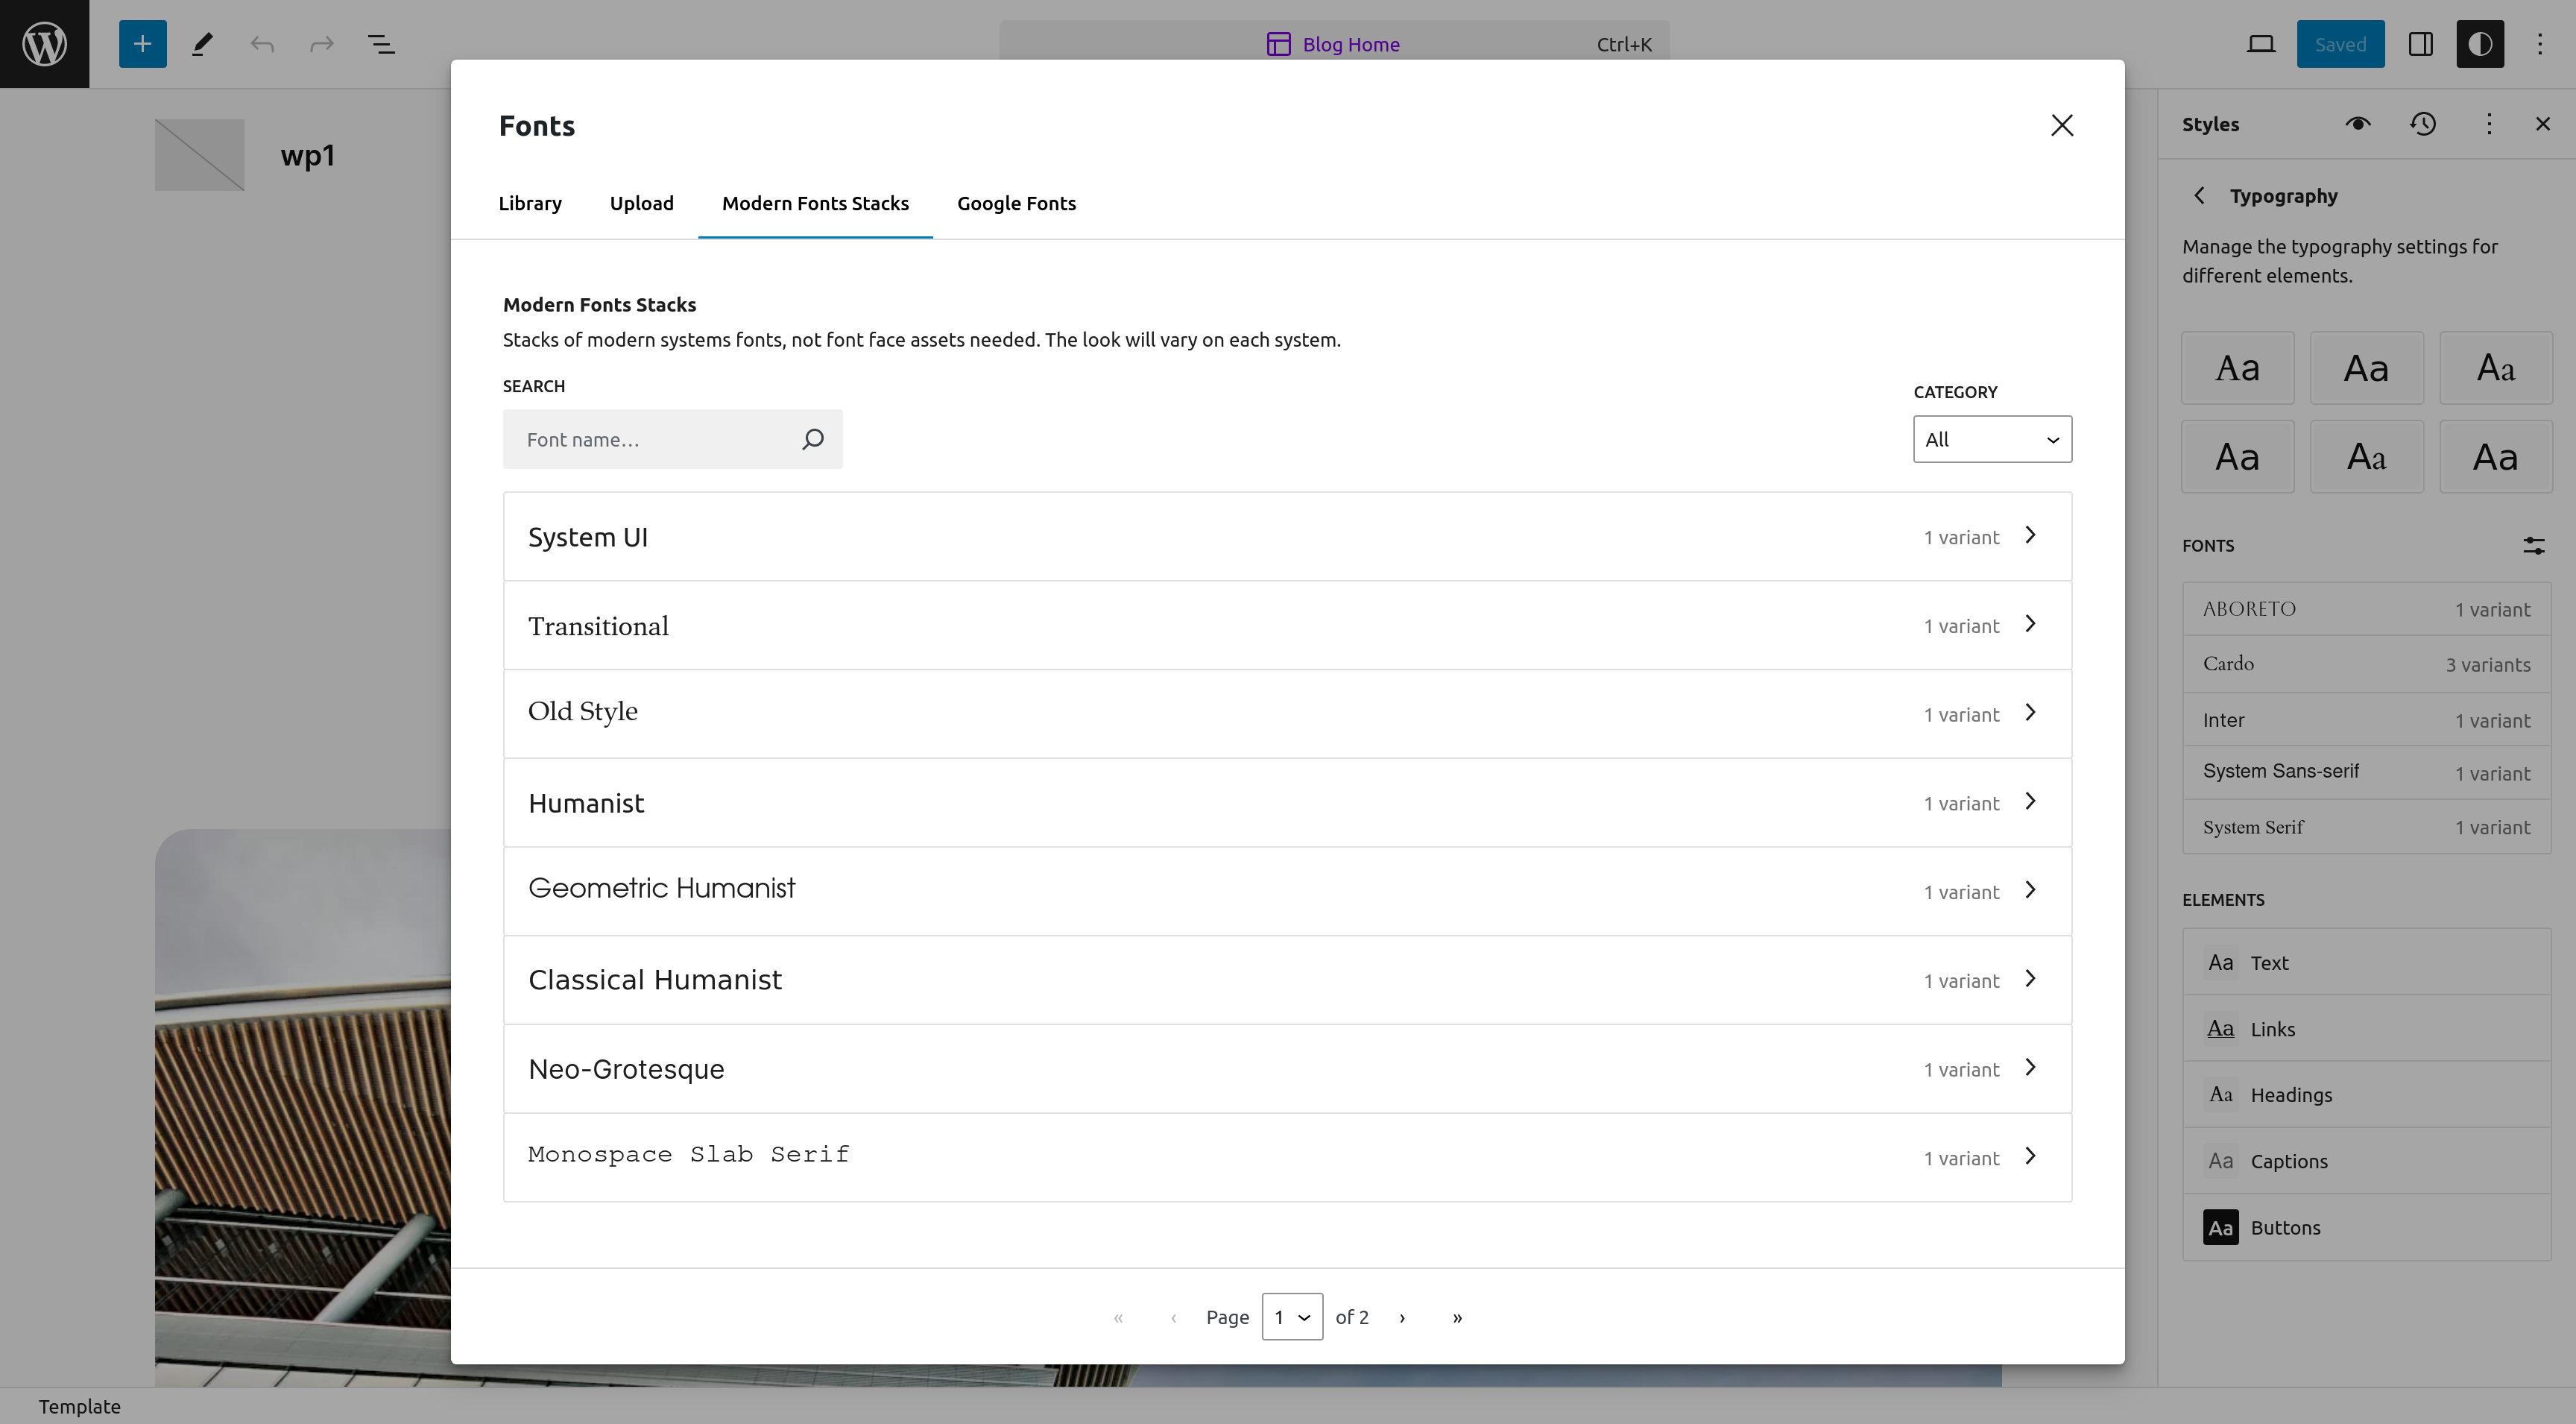 Blog Home
Ctrl+K
Saved
wp1
Fonts
Library
Upload
Modern Fonts Stacks
Google Fonts
Modern Fonts Stacks
Stacks of modern systems fonts, not font face assets needed. The look will vary on each system.
SEARCH
Font name…
CATEGORY
All
System UI
1 variant
Transitional
1 variant
Old Style
1 variant
Humanist
1 variant
Geometric Humanist
1 variant
Classical Humanist
1 variant
Neo-Grotesque
1 variant
Monospace Slab Serif
1 variant
« ‹ Page 1 of 2 › »
Styles
Typography
Manage the typography settings for
different elements.
Aa Aa Aa
Aa Aa Aa
FONTS
ABORETO 1 variant
Cardo 3 variants
Inter 1 variant
System Sans-serif 1 variant
System Serif 1 variant
ELEMENTS
Aa Text
Aa Links
Aa Headings
Aa Captions
Aa Buttons
Template